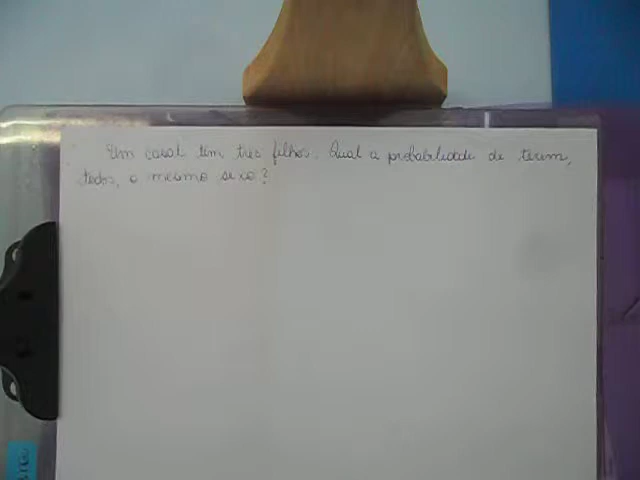 Um casal tem três filhos. Qual a probabilidade de terem,
todos, o mesmo sexo?